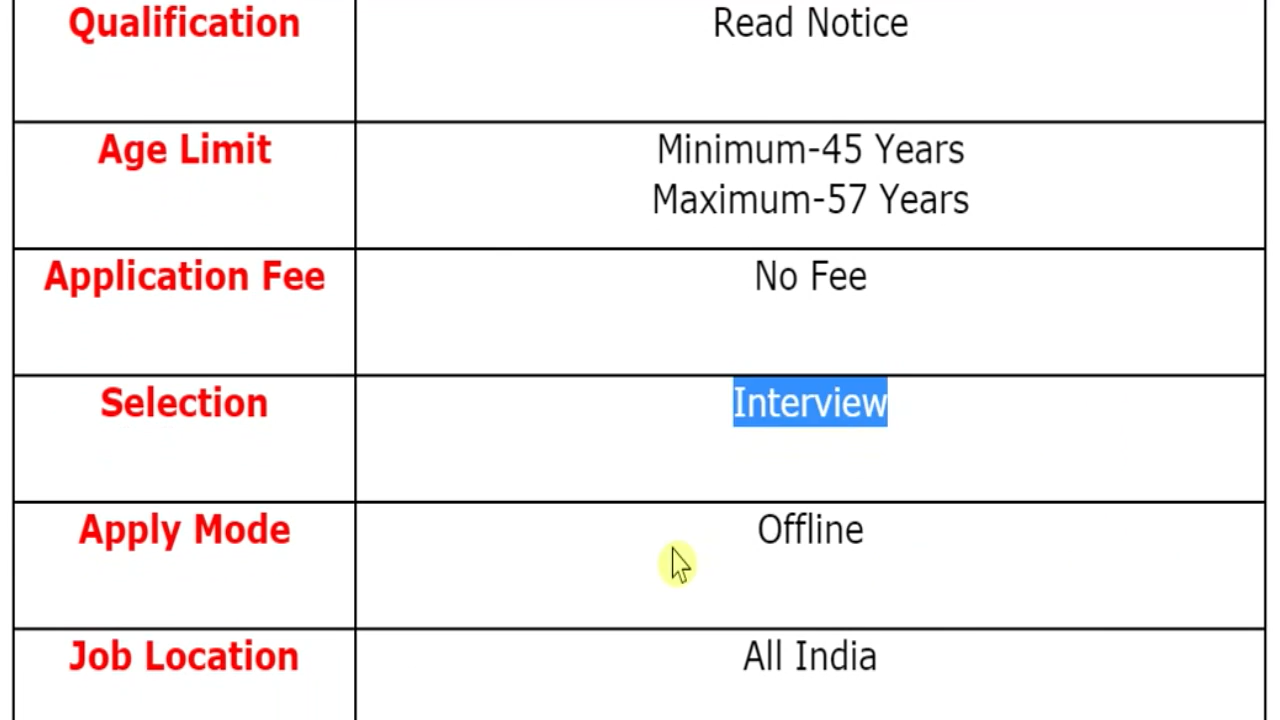 Qualification
Read Notice
Age Limit
Minimum-45 Years
Maximum-57 Years
Application Fee
No Fee
Selection
Interview
Apply Mode
Offline
Job Location
All India